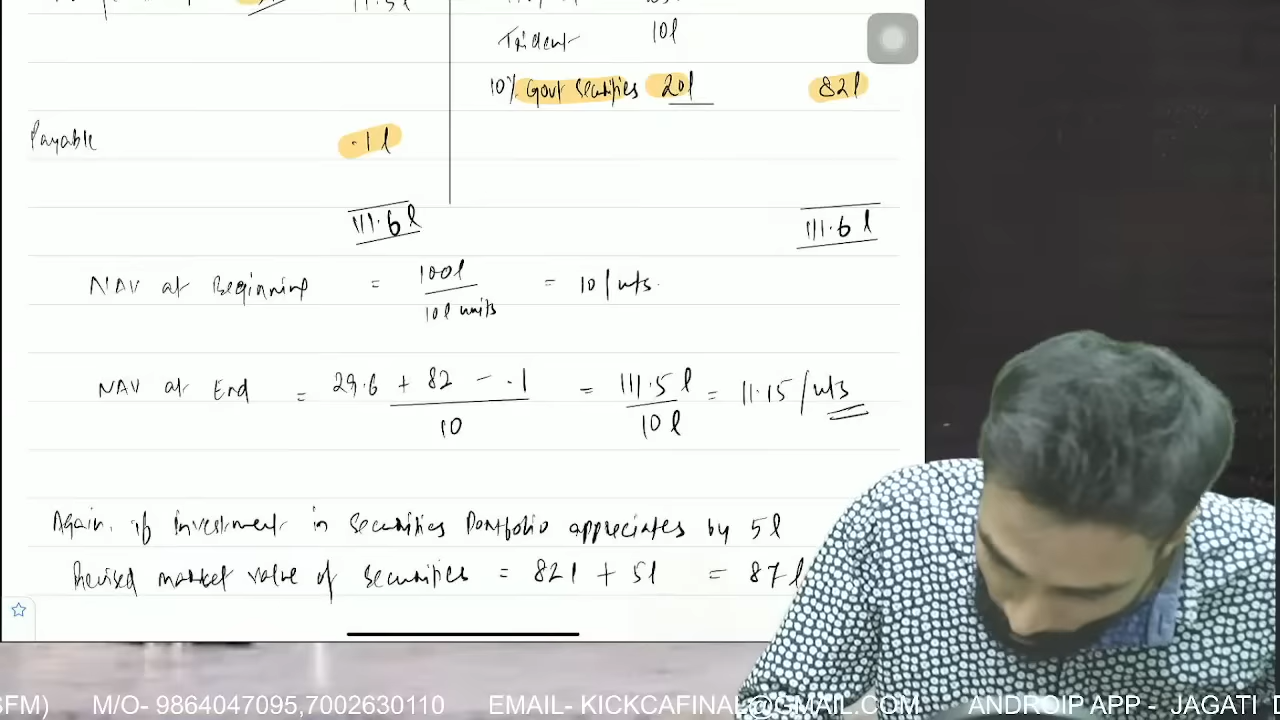 Trident 10l
10% Govt Securities 20l 82l
Payable .1l
111.6l 111.6l
NAV at Beginning = 100l / 10l units = 10/uts.
NAV at End = 29.6 + 82 - .1 / 10 = 111.5l / 10l = 11.15/uts
Again, if investment in Securities Portfolio appreciates by 5l
Revised market value of Securities = 82l + 5l = 87l
SFM) M/O- 9864047095,7002630110 EMAIL- KICKCAFINAL@GMAIL.COM ANDROIP APP - JAGATI